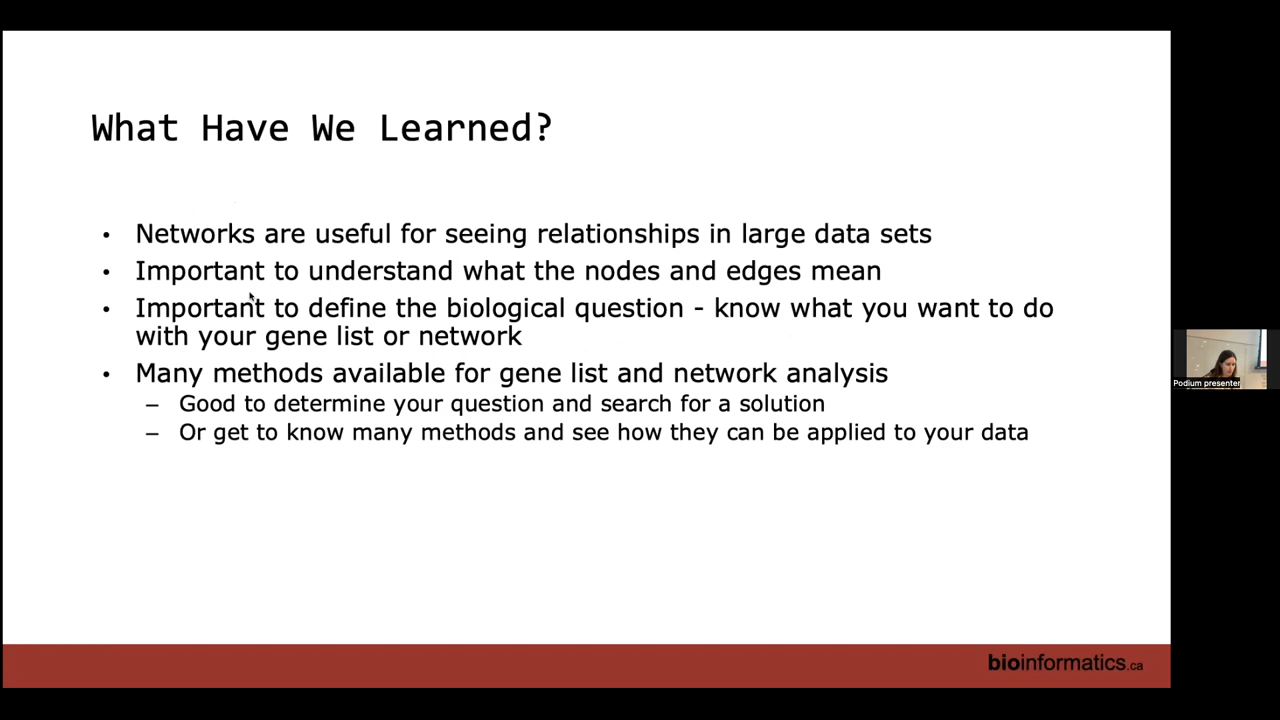 What Have We Learned?
• Networks are useful for seeing relationships in large data sets
• Important to understand what the nodes and edges mean
• Important to define the biological question - know what you want to do
with your gene list or network
• Many methods available for gene list and network analysis
– Good to determine your question and search for a solution
– Or get to know many methods and see how they can be applied to your data
Podium presenter
bioinformatics.ca